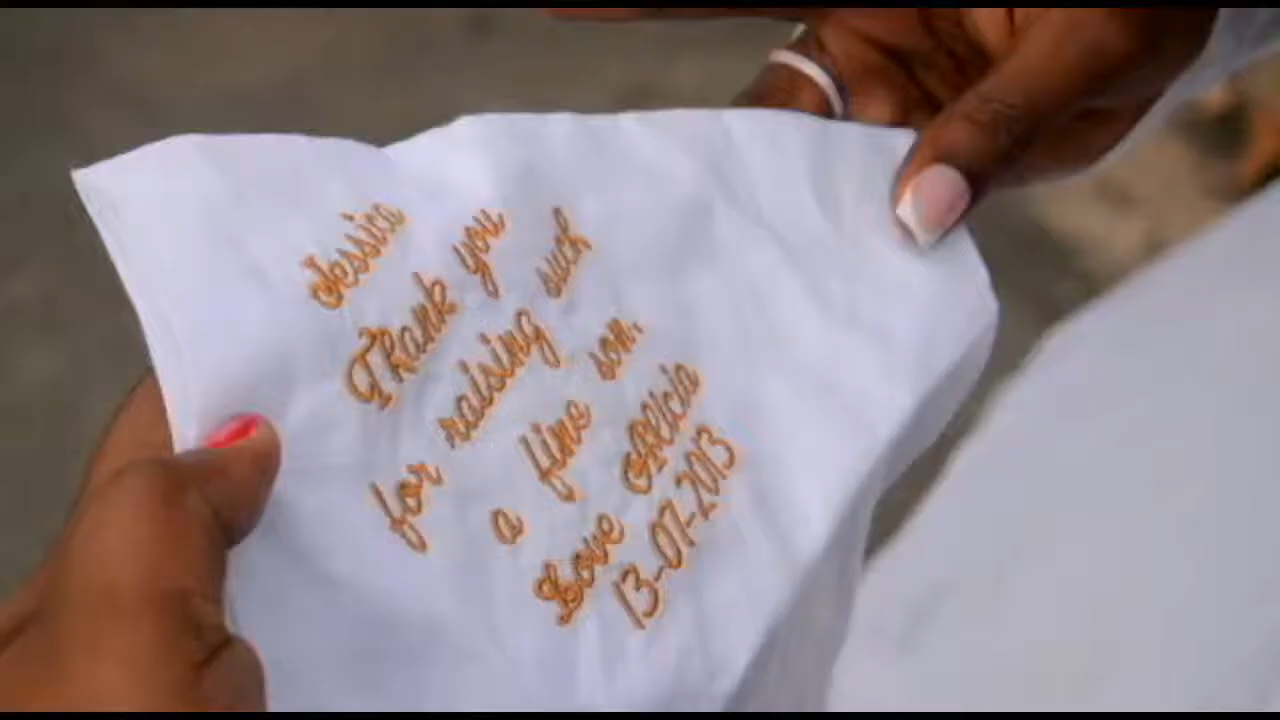 Jessica
Thank you
for raising such
a fine son.
Love Alicia
13-07-2013